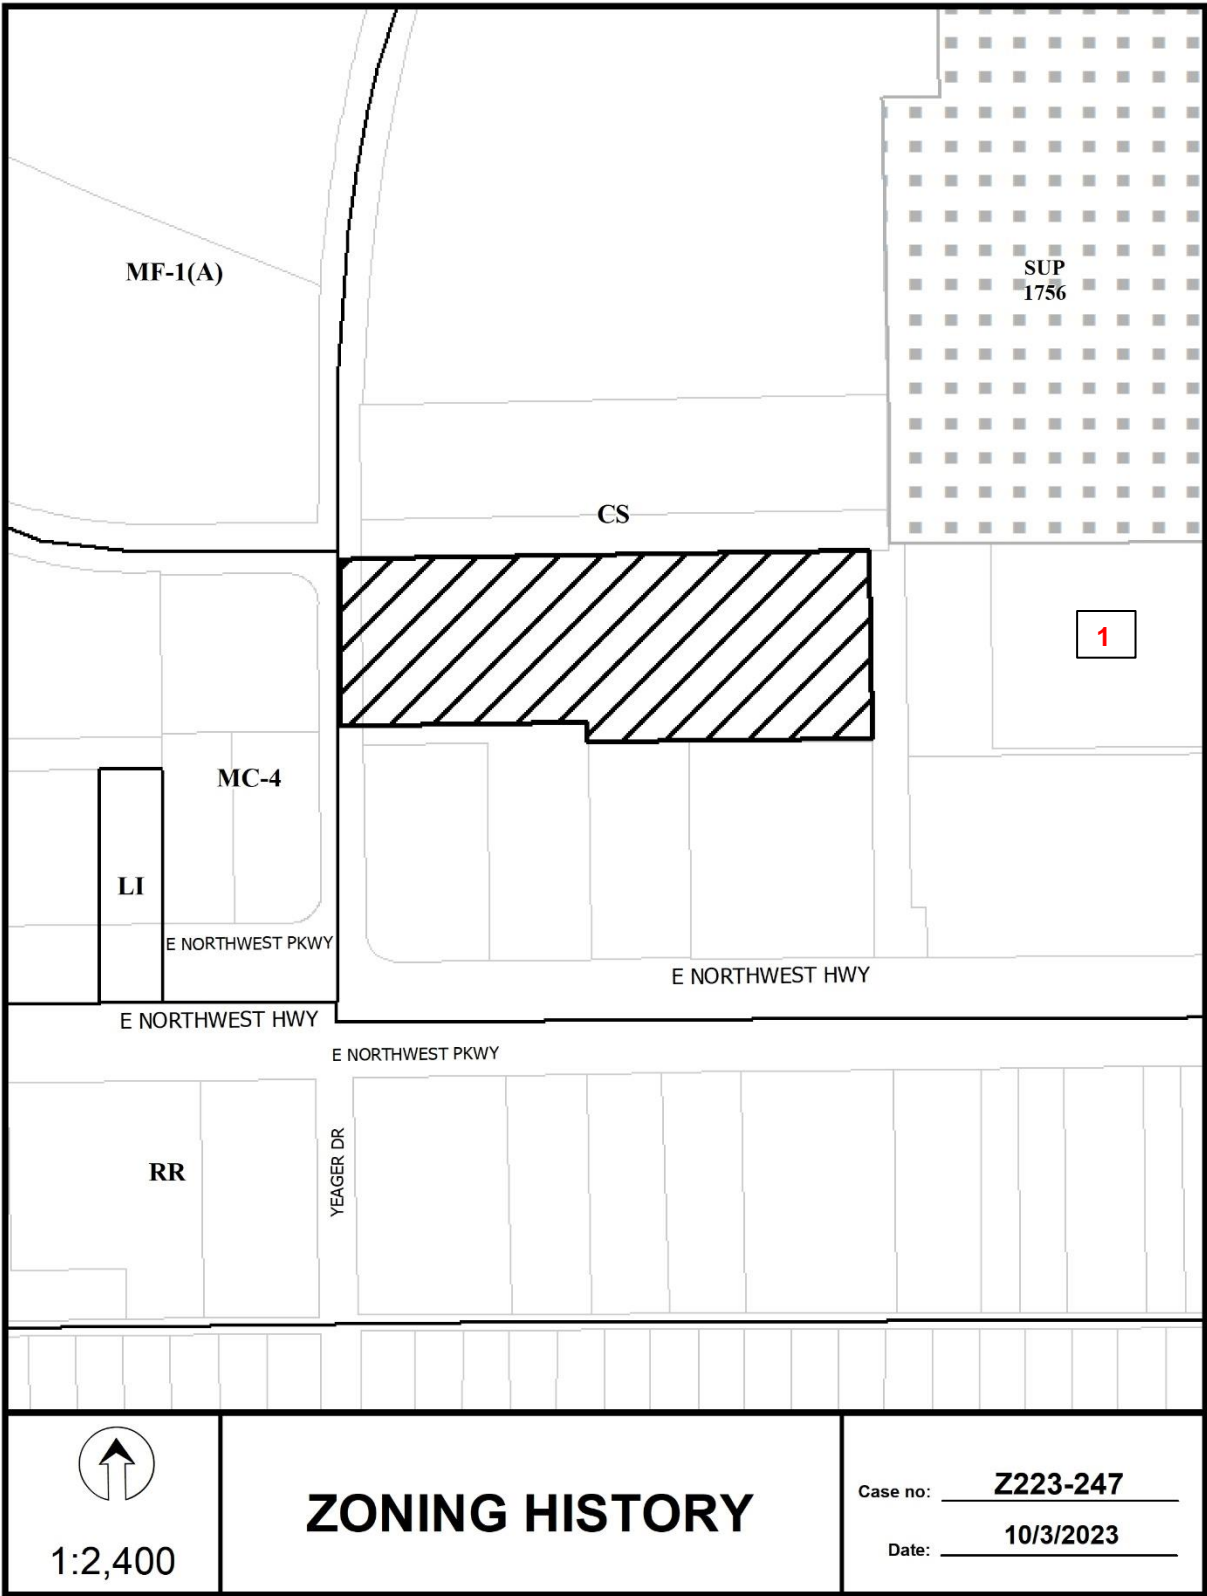 MF-1(A)
SUP
1756
CS
1
MC-4
LI
E NORTHWEST PKWY
E NORTHWEST HWY
E NORTHWEST HWY
E NORTHWEST PKWY
YEAGER DR
RR
1:2,400
ZONING HISTORY
Case no: Z223-247
Date: 10/3/2023